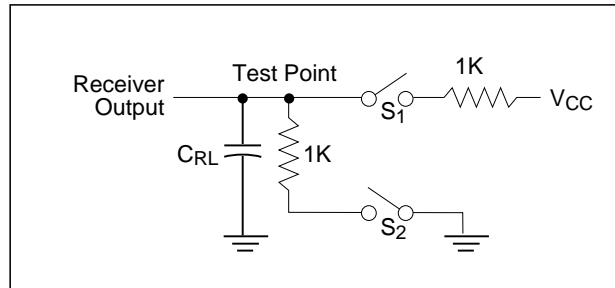 Receiver
Output
Test Point
1K
VCC
S1
CRL
1K
S2